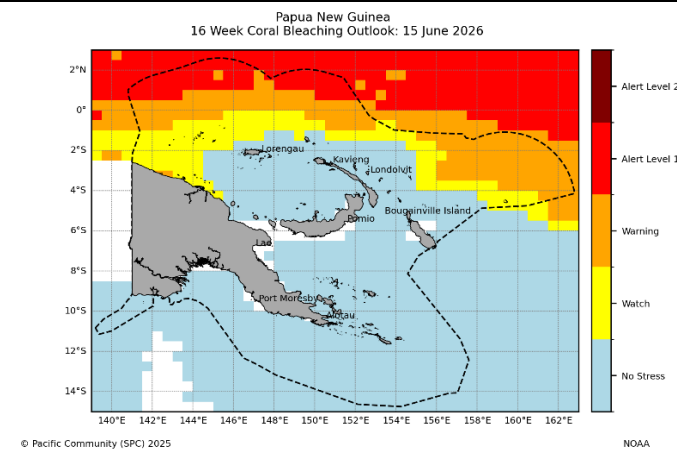 Papua New Guinea
16 Week Coral Bleaching Outlook: 15 June 2026
2°N
0°
2°S
4°S
6°S
8°S
10°S
12°S
14°S
140°E
142°E
144°E
146°E
148°E
150°E
152°E
154°E
156°E
158°E
160°E
162°E
Lorengau
Kavieng
Londolvit
Bougainville Island
Pomio
Lae
Port Moresby
Alotau
Alert Level 2
Alert Level 1
Warning
Watch
No Stress
© Pacific Community (SPC) 2025
NOAA